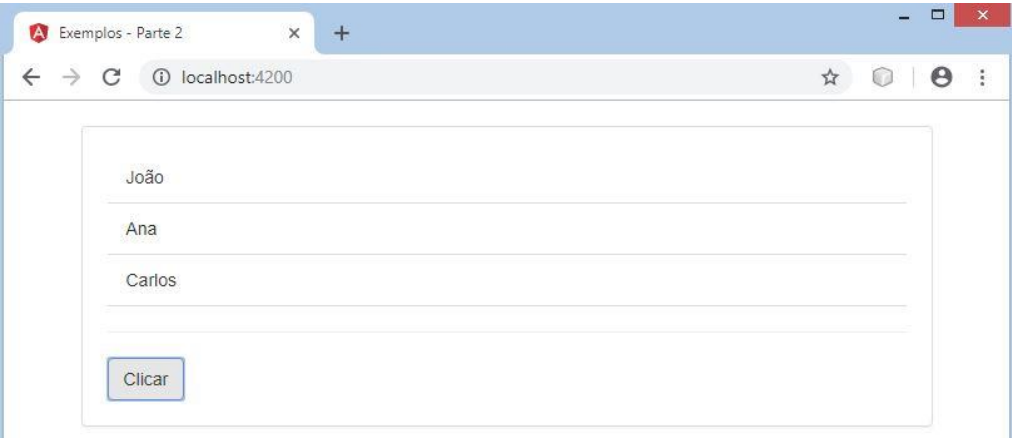 Exemplos - Parte 2
localhost:4200
João
Ana
Carlos
Clicar